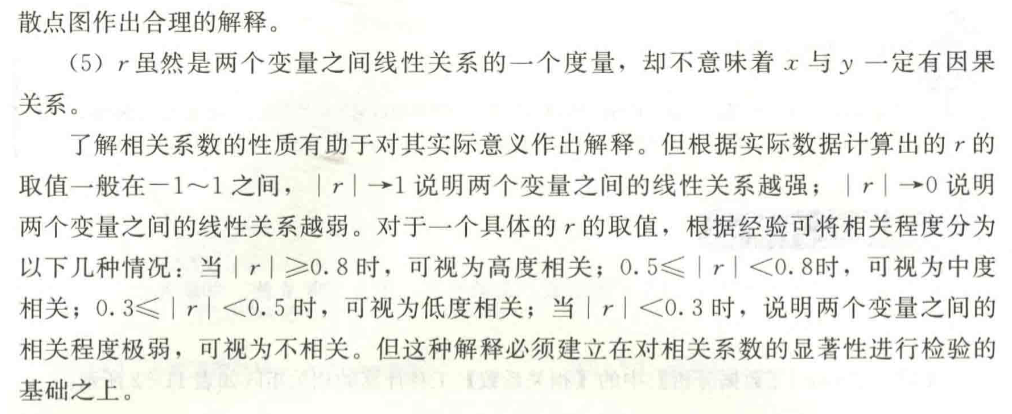 散点图作出合理的解释。
（5）r虽然是两个变量之间线性关系的一个度量，却不意味着 x 与 y 一定有因果
关系。
了解相关系数的性质有助于对其实际意义作出解释。但根据实际数据计算出的 r 的
取值一般在－1～1之间，｜r｜→1说明两个变量之间的线性关系越强；｜r｜→0说明
两个变量之间的线性关系越弱。对于一个具体的 r 的取值，根据经验可将相关程度分为
以下几种情况：当｜r｜≥0.8时，可视为高度相关；0.5≤｜r｜＜0.8时，可视为中度
相关；0.3≤｜r｜＜0.5时，可视为低度相关；当｜r｜＜0.3时，说明两个变量之间的
相关程度极弱，可视为不相关。但这种解释必须建立在对相关系数的显著性进行检验的
基础之上。